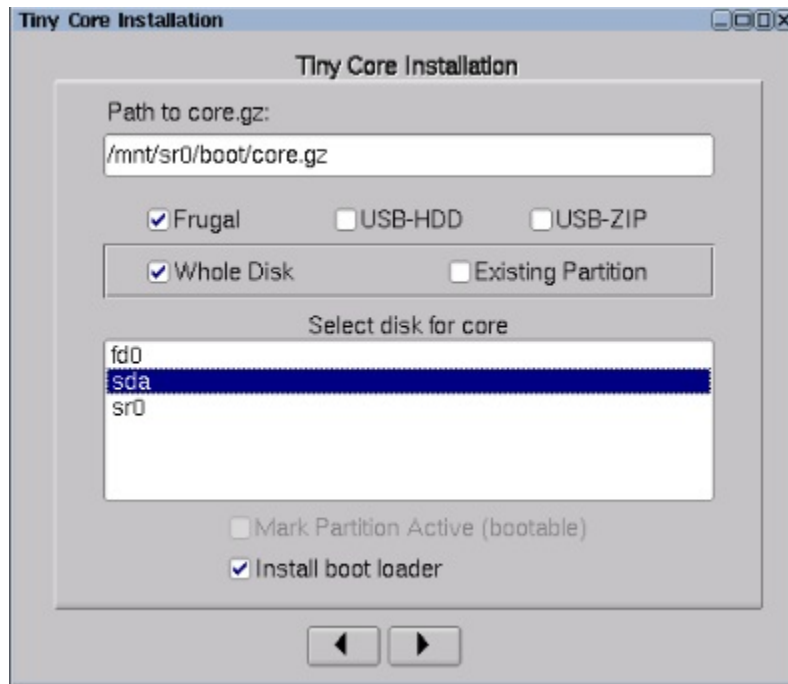 Tiny Core Installation
Tiny Core Installation
Path to core.gz:
/mnt/sr0/boot/core.gz
Frugal USB-HDD USB-ZIP
Whole Disk Existing Partition
Select disk for core
fd0
sda
sr0
Mark Partition Active (bootable)
Install boot loader